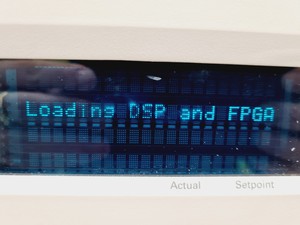 Loading DSP and FPGA
Actual Setpoint